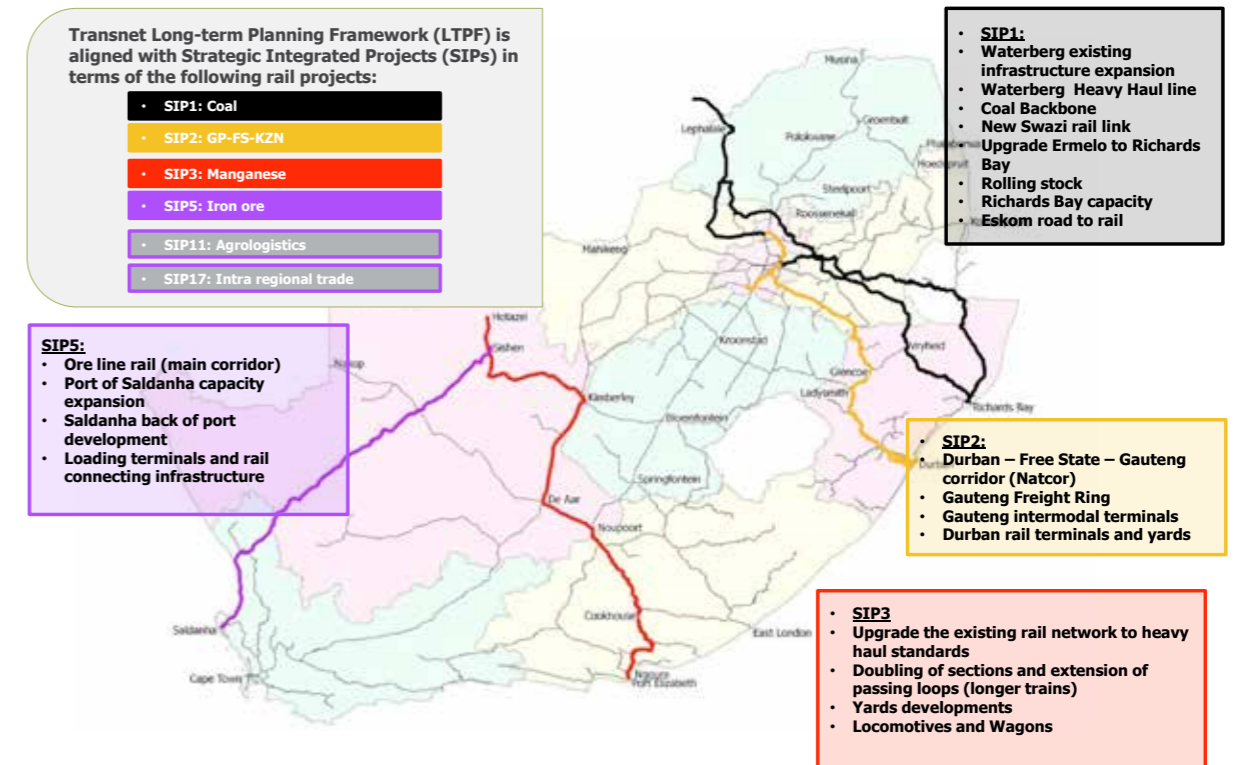 Transnet Long-term Planning Framework (LTPF) is
aligned with Strategic Integrated Projects (SIPs) in
terms of the following rail projects:
• SIP1: Coal
• SIP2: GP-FS-KZN
• SIP3: Manganese
• SIP5: Iron ore
• SIP11: Agrologistics
• SIP17: Intra regional trade
• SIP1:
• Waterberg existing
infrastructure expansion
• Waterberg Heavy Haul line
• Coal Backbone
• New Swazi rail link
• Upgrade Ermelo to Richards
Bay
• Rolling stock
• Richards Bay capacity
• Eskom road to rail
Musina
Lephalale
Polokwane
Groenbult
Steelpoort
Roossenekal
Mahikeng
Hotazel
Sishen
Kroonstad
Vryheid
Glencoe
Ladysmith
Kimberley
Bloemfontein
Richards Bay
Durban
Springfontein
De Aar
Noupoort
Cookhouse
East London
Saldanha
Cape Town
Ngqura
Port Elizabeth
SIP5:
• Ore line rail (main corridor)
• Port of Saldanha capacity
expansion
• Saldanha back of port
development
• Loading terminals and rail
connecting infrastructure
• SIP2:
• Durban – Free State – Gauteng
corridor (Natcor)
• Gauteng Freight Ring
• Gauteng intermodal terminals
• Durban rail terminals and yards
• SIP3
• Upgrade the existing rail network to heavy
haul standards
• Doubling of sections and extension of
passing loops (longer trains)
• Yards developments
• Locomotives and Wagons